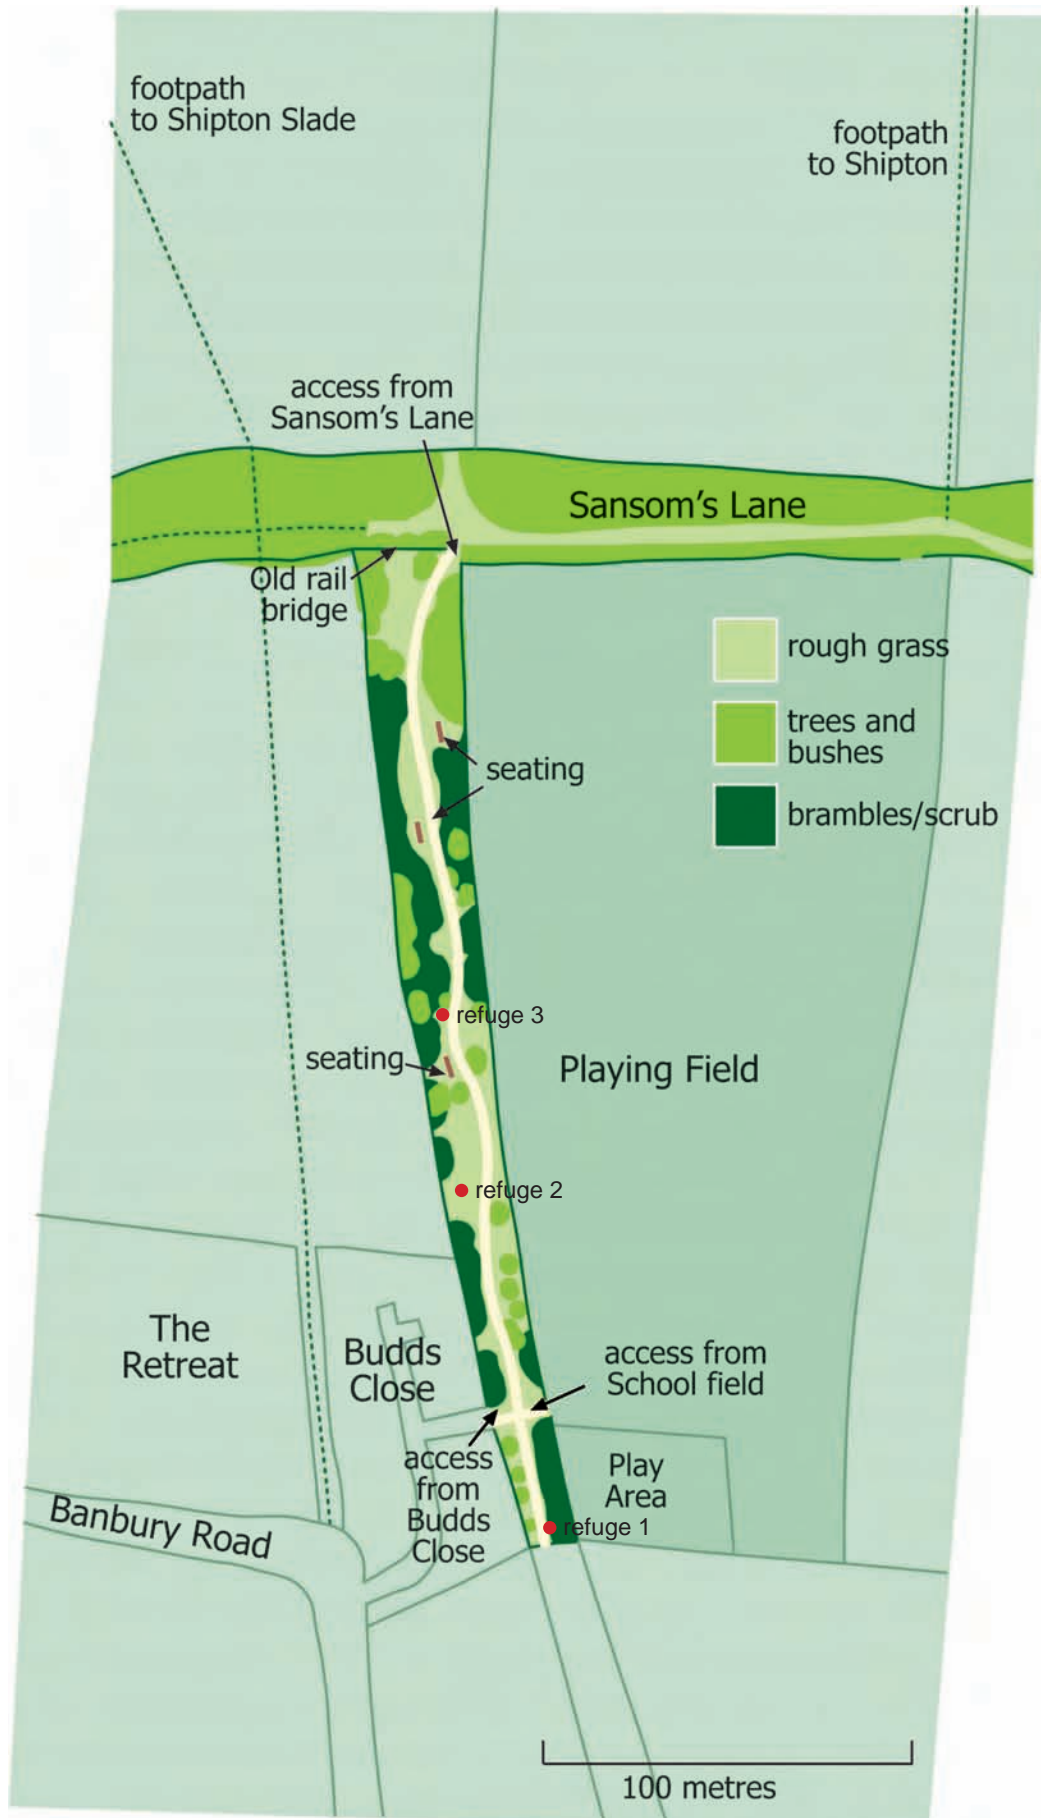 footpath
to Shipton Slade
footpath
to Shipton
access from
Sansom's Lane
Sansom's Lane
Old rail
bridge
rough grass
trees and
bushes
brambles/scrub
seating
refuge 3
seating
Playing Field
refuge 2
The
Retreat
Budds
Close
access from
School field
access
from
Budds
Close
Play
Area
Banbury Road
refuge 1
100 metres